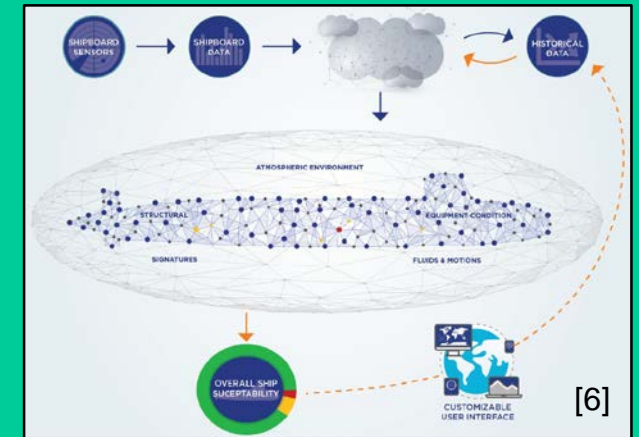 SHIPBOARD
SENSORS
SHIPBOARD
DATA
HISTORICAL
DATA
ATMOSPHERIC ENVIRONMENT
STRUCTURAL
EQUIPMENT CONDITION
SIGNATURES
FLUIDS & MOTIONS
OVERALL SHIP
SUCEPTABILITY
CUSTOMIZABLE
USER INTERFACE
[6]